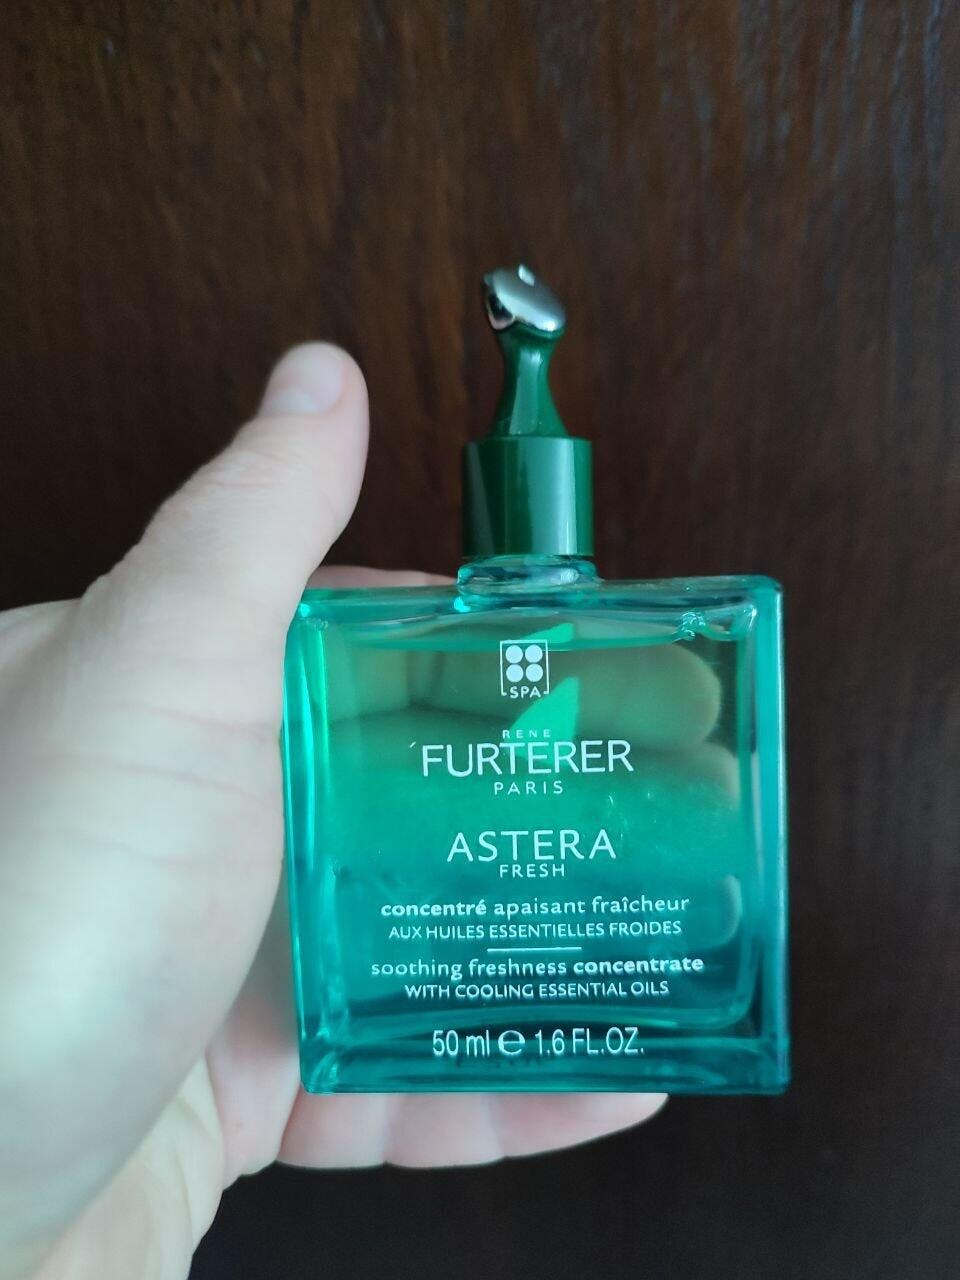 SPA
RENE
FURTERER
PARIS
ASTERA
FRESH
concentré apaisant fraîcheur
AUX HUILES ESSENTIELLES FROIDES
soothing freshness concentrate
WITH COOLING ESSENTIAL OILS
50 ml ℮ 1.6 FL.OZ.